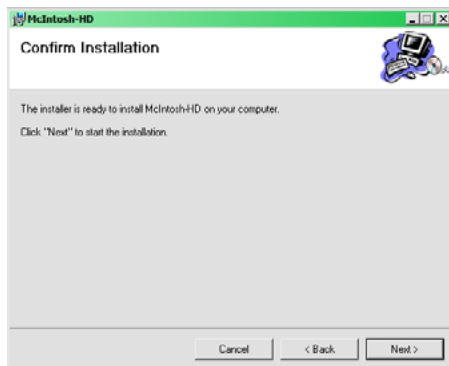 McIntosh-HD
Confirm Installation
The installer is ready to install McIntosh-HD on your computer.
Click "Next" to start the installation.
Cancel
< Back
Next >